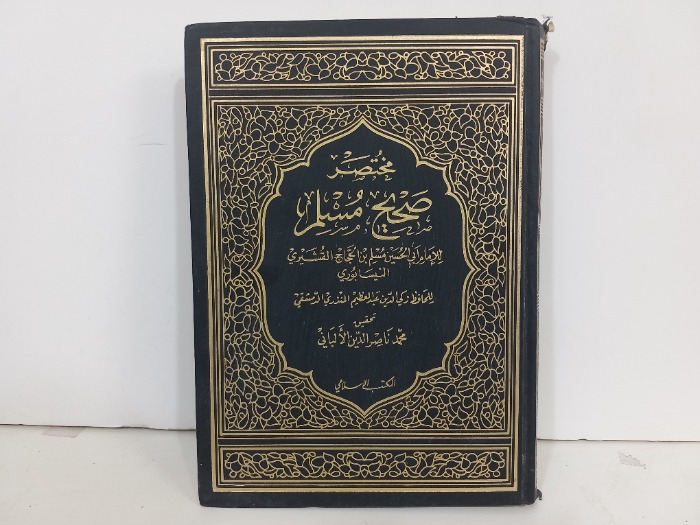 مختصر
صحيح مسلم
للإمام أبي الحسين مسلم بن الحجاج القشيري
النيسابوري
للحافظ زكي الدين عبد العظيم المنذري الدمشقي
تحقيق
محمد ناصر الدين الألباني
المكتب الإسلامي